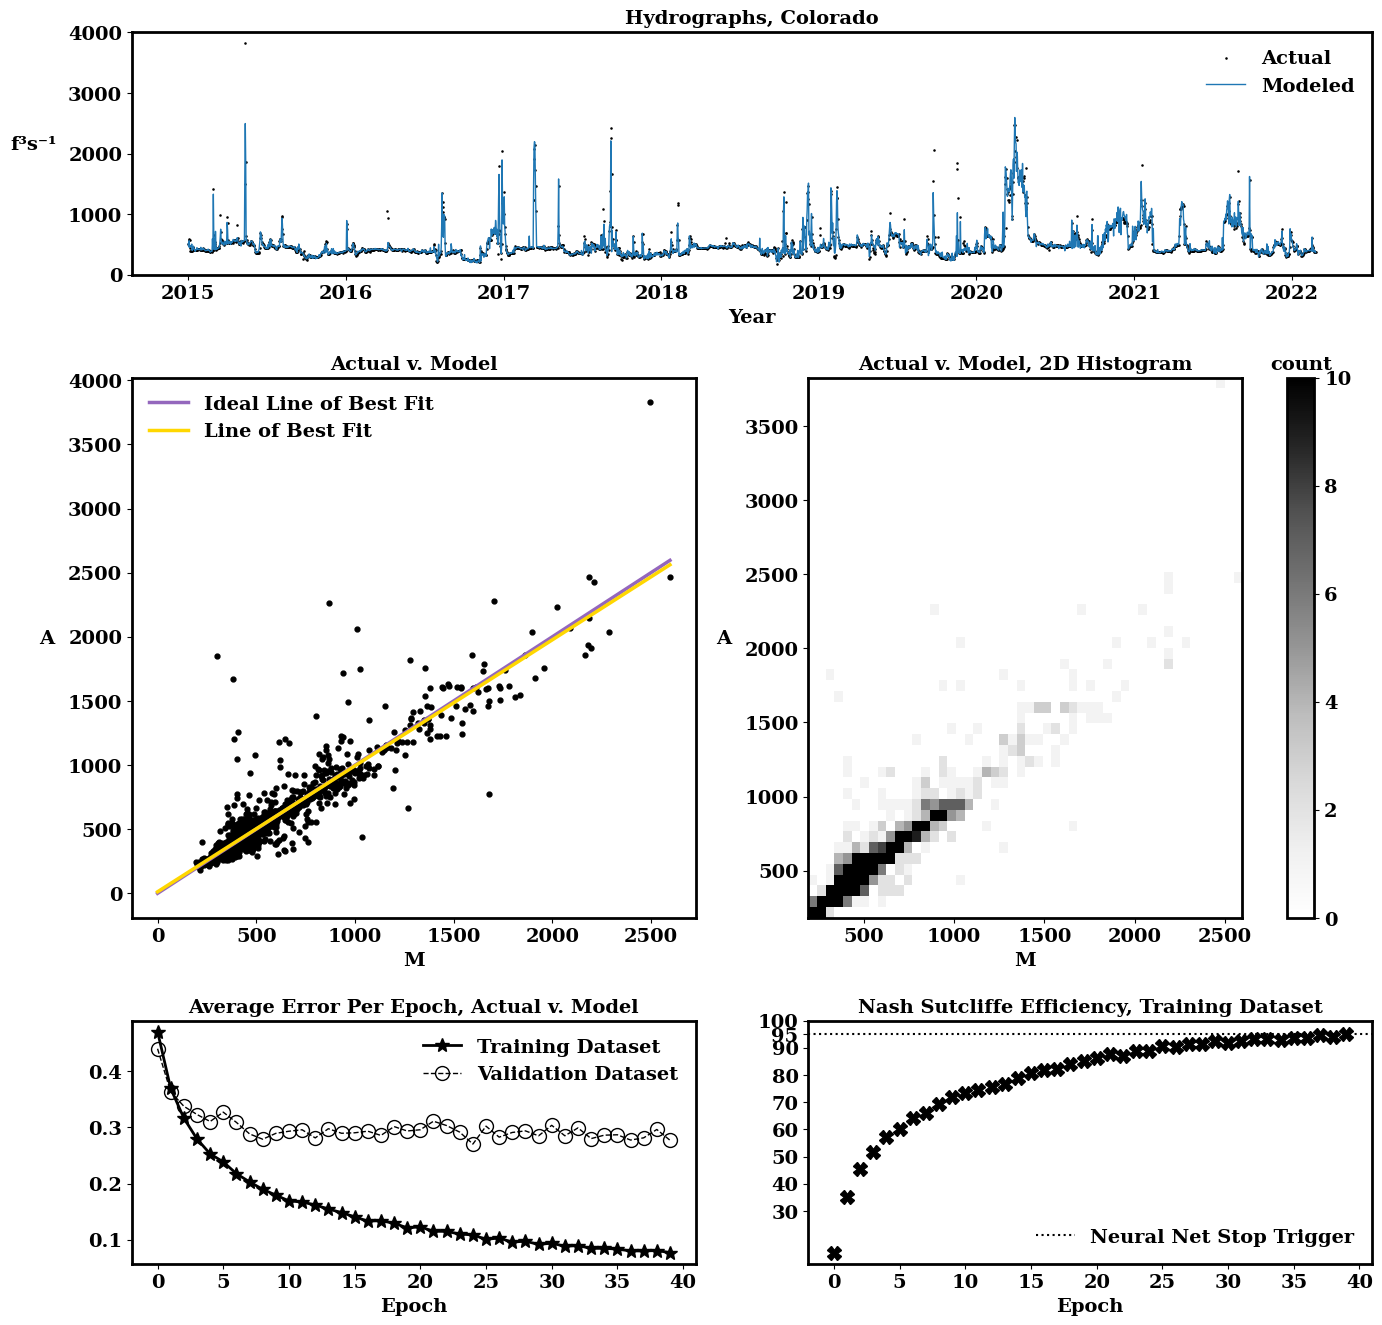 Hydrographs, Colorado
4000
3000
f³s⁻¹
2000
1000
0
Actual
Modeled
2015 2016 2017 2018 2019 2020 2021 2022
Year
Actual v. Model
4000
3500
3000
2500
A
2000
1500
1000
500
0
Ideal Line of Best Fit
Line of Best Fit
0 500 1000 1500 2000 2500
M
Actual v. Model, 2D Histogram
3500
3000
2500
A
2000
1500
1000
500
500 1000 1500 2000 2500
M
count
10
8
6
4
2
0
Average Error Per Epoch, Actual v. Model
0.4
0.3
0.2
0.1
Training Dataset
Validation Dataset
0 5 10 15 20 25 30 35 40
Epoch
Nash Sutcliffe Efficiency, Training Dataset
100
95
90
80
70
60
50
40
30
Neural Net Stop Trigger
0 5 10 15 20 25 30 35 40
Epoch